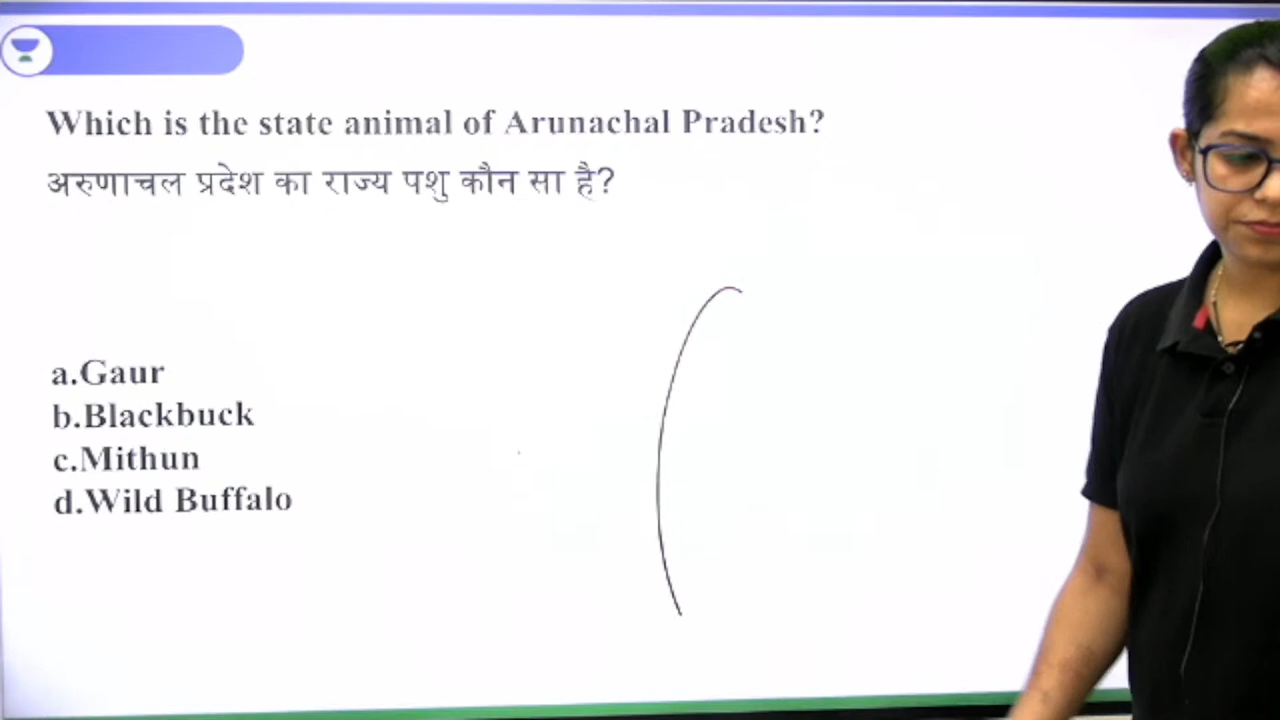 Which is the state animal of Arunachal Pradesh?
अरुणाचल प्रदेश का राज्य पशु कौन सा है?
a.Gaur
b.Blackbuck
c.Mithun
d.Wild Buffalo